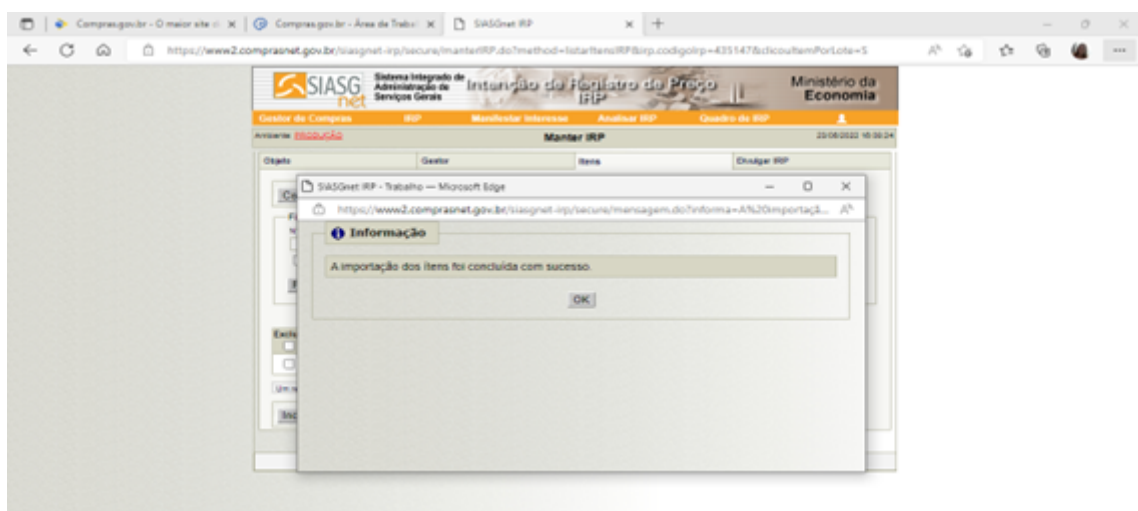 Compras.gov.br - O maior site d
Compras.gov.br - Área de Trabal
SIASGnet IRP
https://www2.comprasnet.gov.br/siasgnet-irp/secure/manterIRP.do?method=listarItensIRP&irp.codigoIrp=435147&clicouItemPorLote=S
SIASG
net
Sistema Integrado de
Administração de
Serviços Gerais
Intenção de Registro de Preço
IRP
Ministério da
Economia
Gestor de Compras IRP Manifestar Interesse Analisar IRP Quadro de IRP
Ambiente: PRODUÇÃO
Manter IRP
Objeto Gestor Itens Divulgar IRP
SIASGnet IRP - Trabalho — Microsoft Edge
https://www2.comprasnet.gov.br/siasgnet-irp/secure/mensagem.do?informa=A%20importaçã...
Informação
A importação dos itens foi concluída com sucesso.
OK
Exclu
Um re
Inc